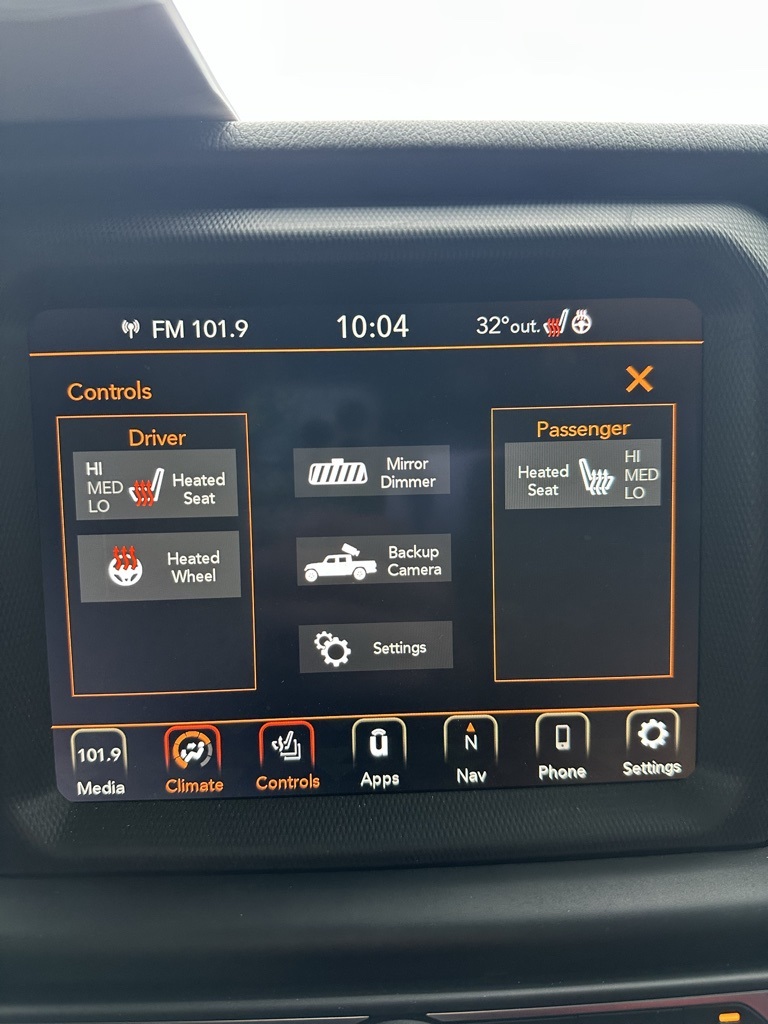 FM 101.9
10:04
32°out.
Controls
Driver
HI
MED
LO
Heated
Seat
Heated
Wheel
Mirror
Dimmer
Backup
Camera
Settings
Passenger
Heated
Seat
HI
MED
LO
101.9
Media
Climate
Controls
Apps
N
Nav
Phone
Settings